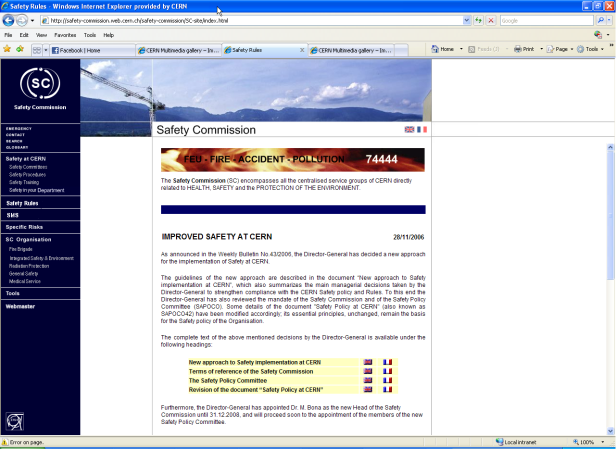 Safety Rules - Windows Internet Explorer provided by CERN
http://safety-commission.web.cern.ch/safety-commission/SC-site/index.html
Google
File Edit View Favorites Tools Help
Facebook | Home
CERN Multimedia gallery – In...
Safety Rules
CERN Multimedia gallery – In...
Home
Feeds (J)
Print
Page
Tools
SC
Safety Commission
EMERGENCY
CONTACT
SEARCH
GLOSSARY
Safety at CERN
Safety Committees
Safety Procedures
Safety Training
Safety in your Department
Safety Rules
SMS
Specific Risks
SC Organisation
Fire Brigade
Integrated Safety & Environment
Radiation Protection
General Safety
Medical Service
Tools
Webmaster
Safety Commission
FEU - FIRE - ACCIDENT - POLLUTION 74444
The Safety Commission (SC) encompasses all the centralised service groups of CERN directly
related to HEALTH, SAFETY and the PROTECTION OF THE ENVIRONMENT.
IMPROVED SAFETY AT CERN 28/11/2006
As announced in the Weekly Bulletin No.43/2006, the Director-General has decided a new approach
for the implementation of Safety at CERN.
The guidelines of the new approach are described in the document "New approach to Safety
implementation at CERN", which also summarizes the main managerial decisions taken by the
Director-General to strengthen compliance with the CERN Safety policy and Rules. To this end the
Director-General has also reviewed the mandate of the Safety Commission and of the Safety Policy
Committee (SAPOCO). Some details of the document "Safety Policy at CERN" (also known as
SAPOCO42) have been modified accordingly; its essential principles, unchanged, remain the basis
for the Safety policy of the Organisation.
The complete text of the above mentioned decisions by the Director-General is available under the
following headings:
New approach to Safety implementation at CERN
Terms of reference of the Safety Commission
The Safety Policy Committee
Revision of the document "Safety Policy at CERN"
Furthermore, the Director-General has appointed Dr. M. Bona as the new Head of the Safety
Commission until 31.12.2008, and will proceed soon to the appointment of the members of the new
Safety Policy Committee.
Error on page.
Local intranet
100%